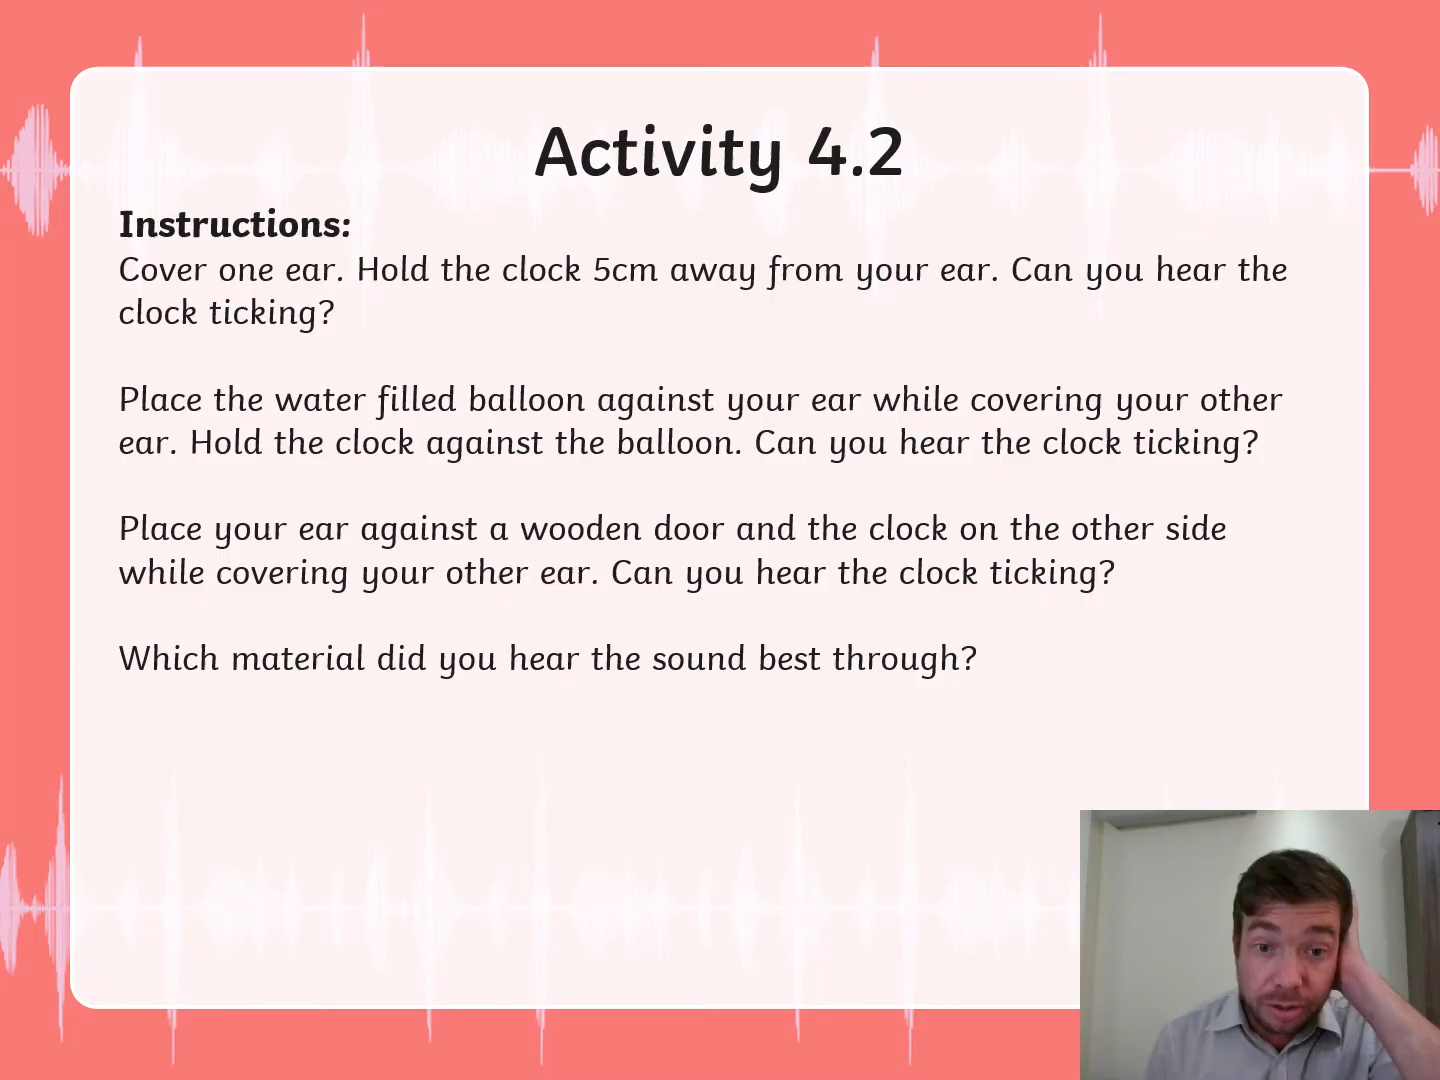 Activity 4.2
Instructions:
Cover one ear. Hold the clock 5cm away from your ear. Can you hear the
clock ticking?
Place the water filled balloon against your ear while covering your other
ear. Hold the clock against the balloon. Can you hear the clock ticking?
Place your ear against a wooden door and the clock on the other side
while covering your other ear. Can you hear the clock ticking?
Which material did you hear the sound best through?